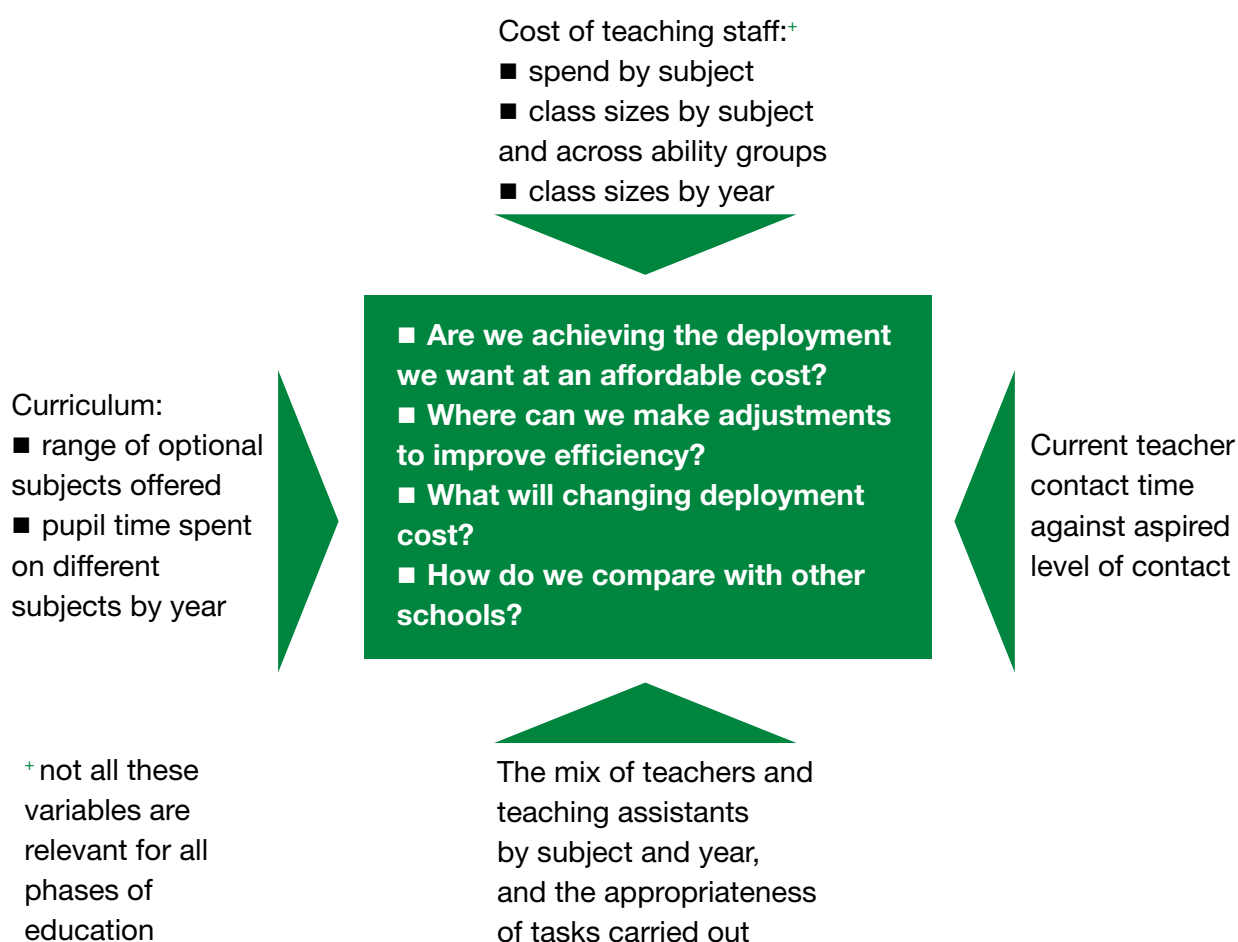 Cost of teaching staff:+
■ spend by subject
■ class sizes by subject
and across ability groups
■ class sizes by year
Curriculum:
■ range of optional
subjects offered
■ pupil time spent
on different
subjects by year
■ Are we achieving the deployment
we want at an affordable cost?
■ Where can we make adjustments
to improve efficiency?
■ What will changing deployment
cost?
■ How do we compare with other
schools?
Current teacher
contact time
against aspired
level of contact
+ not all these
variables are
relevant for all
phases of
education
The mix of teachers and
teaching assistants
by subject and year,
and the appropriateness
of tasks carried out